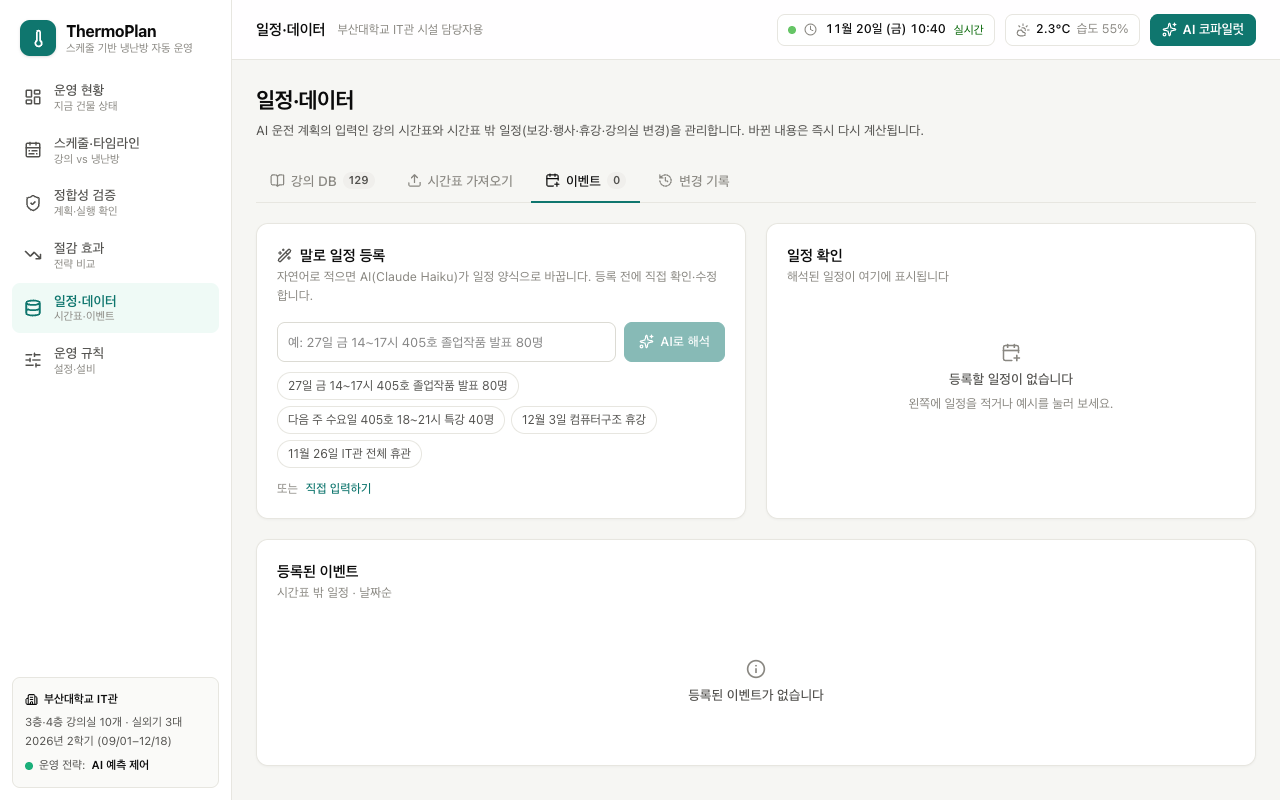 ThermoPlan
스케줄 기반 냉난방 자동 운영
운영 현황
지금 건물 상태
스케줄·타임라인
강의 vs 냉난방
정합성 검증
계획·실행 확인
절감 효과
전략 비교
일정·데이터
시간표·이벤트
운영 규칙
설정·설비
부산대학교 IT관
3층·4층 강의실 10개 · 실외기 3대
2026년 2학기 (09/01–12/18)
운영 전략: AI 예측 제어
일정·데이터 부산대학교 IT관 시설 담당자용
11월 20일 (금) 10:40 실시간
2.3°C 습도 55%
AI 코파일럿
일정·데이터
AI 운전 계획의 입력인 강의 시간표와 시간표 밖 일정(보강·행사·휴강·강의실 변경)을 관리합니다. 바뀐 내용은 즉시 다시 계산됩니다.
강의 DB 129
시간표 가져오기
이벤트 0
변경 기록
말로 일정 등록
자연어로 적으면 AI(Claude Haiku)가 일정 양식으로 바꿉니다. 등록 전에 직접 확인·수정
합니다.
예: 27일 금 14~17시 405호 졸업작품 발표 80명
AI로 해석
27일 금 14~17시 405호 졸업작품 발표 80명
다음 주 수요일 405호 18~21시 특강 40명
12월 3일 컴퓨터구조 휴강
11월 26일 IT관 전체 휴관
또는 직접 입력하기
일정 확인
해석된 일정이 여기에 표시됩니다
등록할 일정이 없습니다
왼쪽에 일정을 적거나 예시를 눌러 보세요.
등록된 이벤트
시간표 밖 일정 · 날짜순
등록된 이벤트가 없습니다